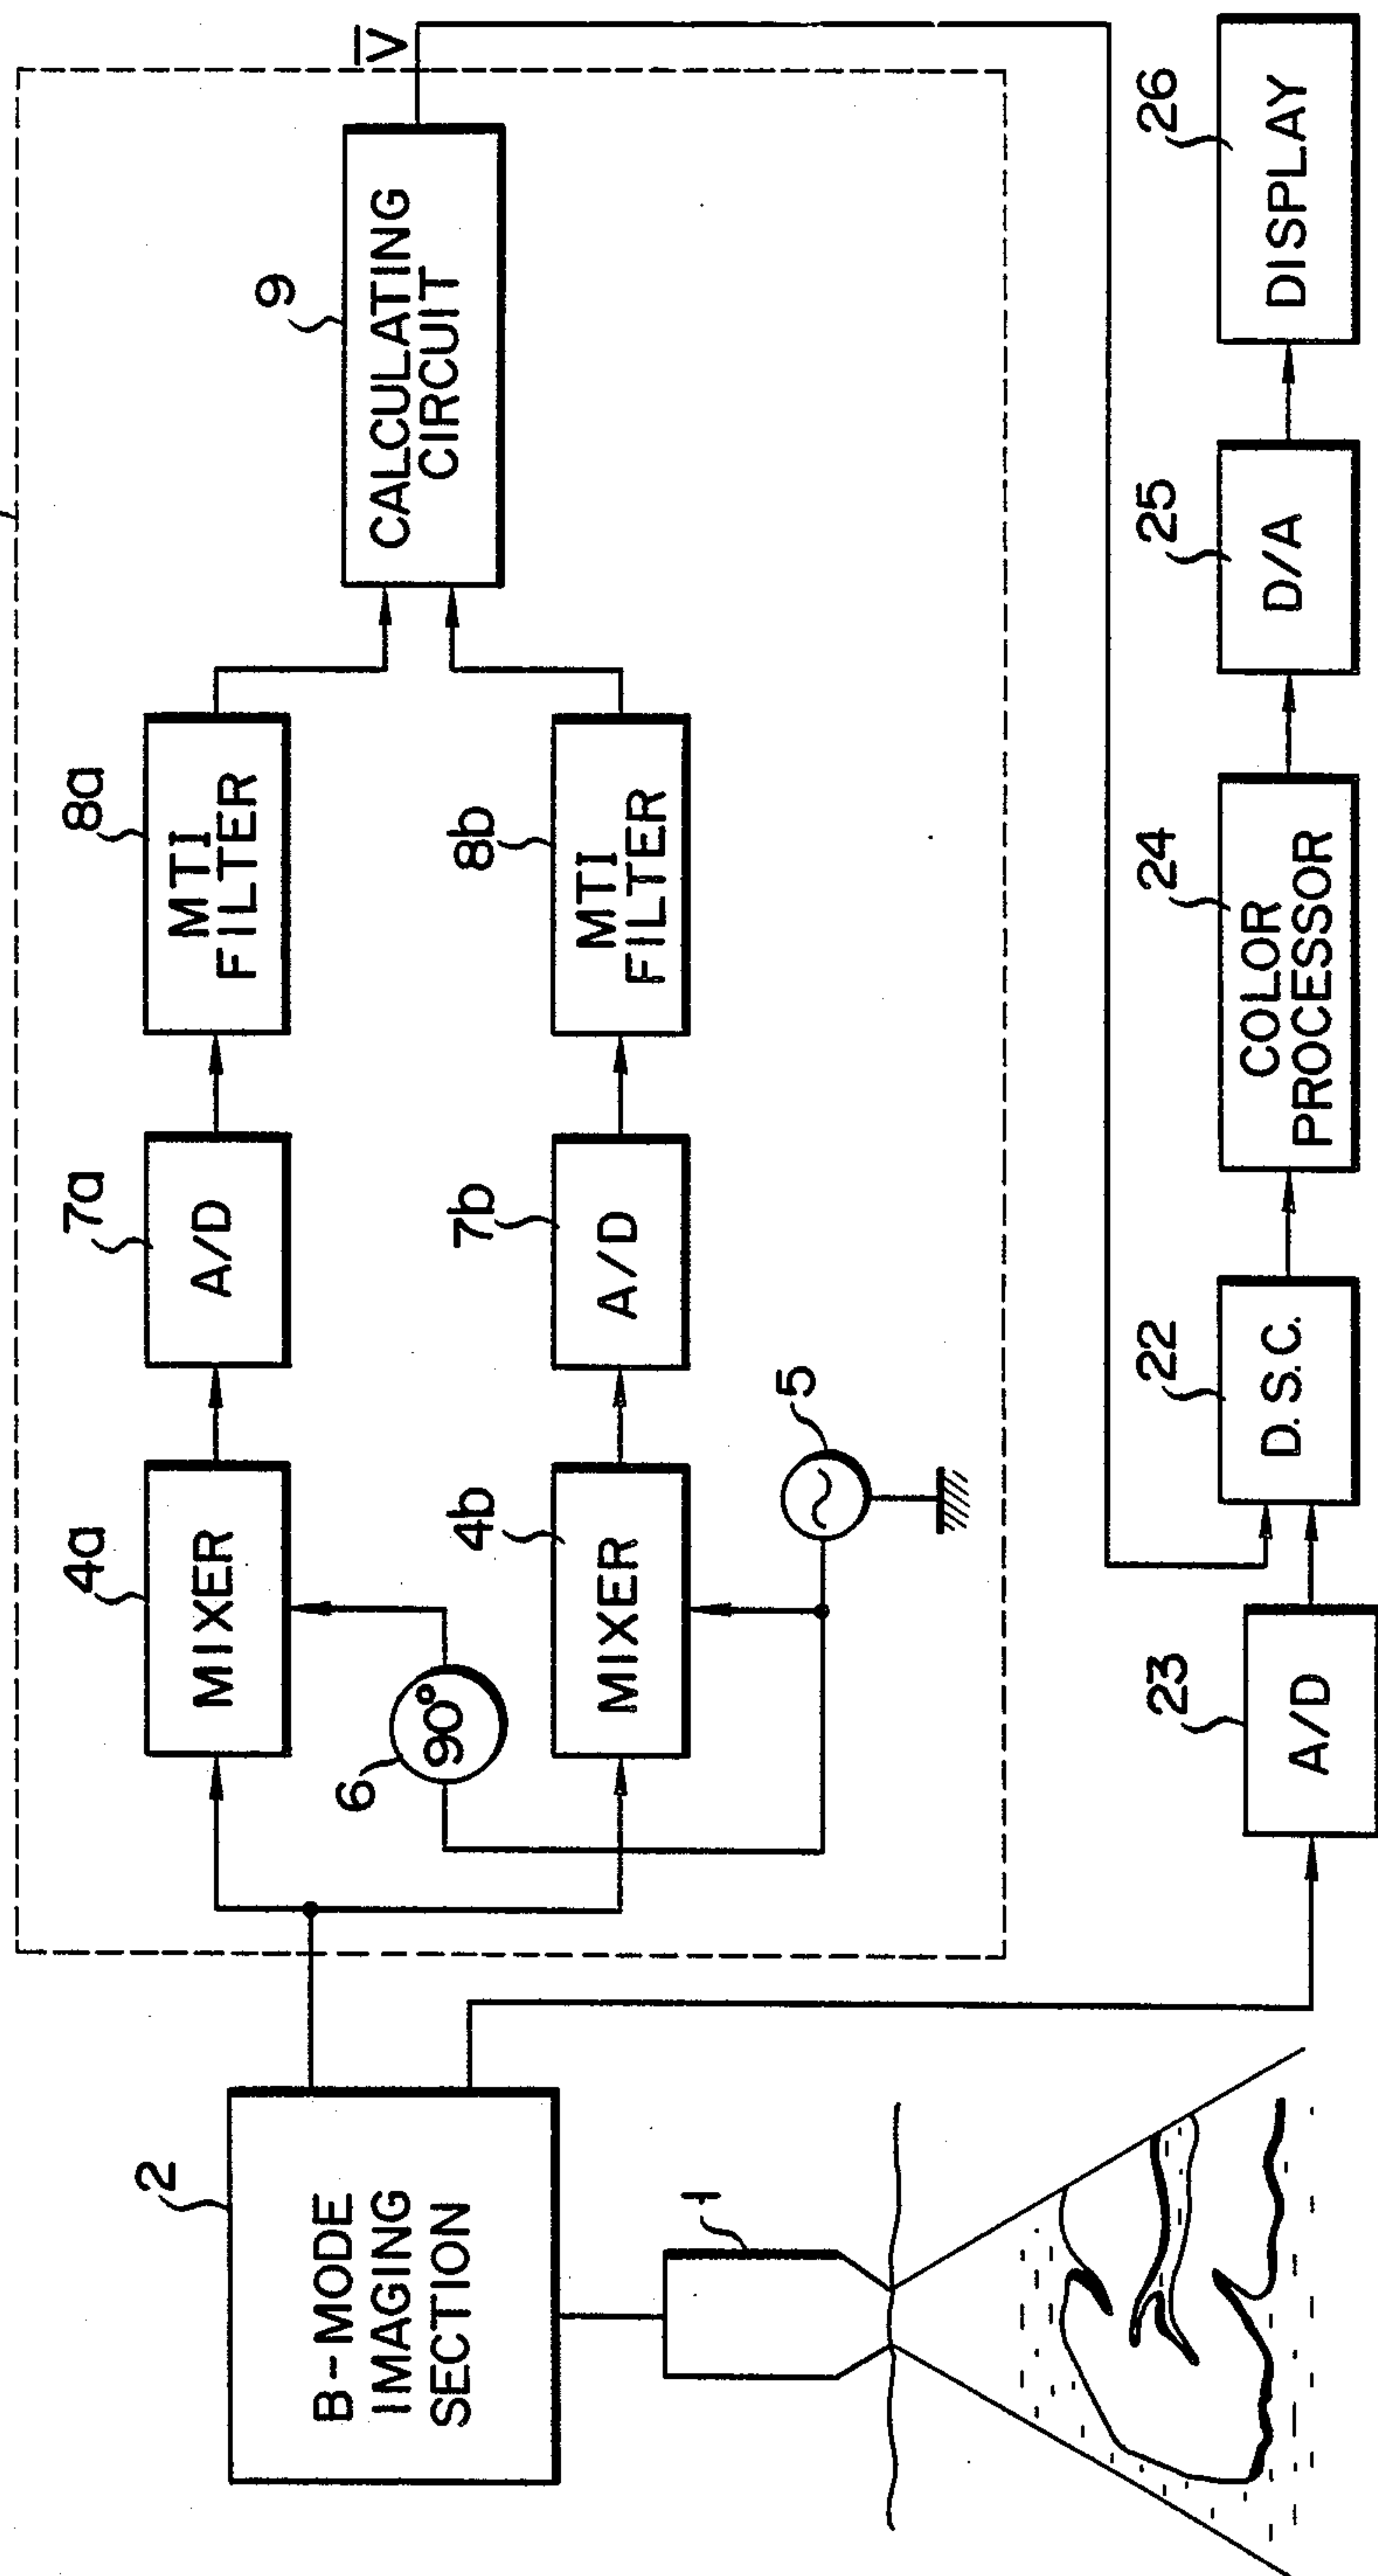 2
B-MODE
IMAGING
SECTION
1
4a
MIXER
7a
A/D
8a
MTI
FILTER
9
CALCULATING
CIRCUIT
V̅
6
90°
4b
MIXER
7b
A/D
8b
MTI
FILTER
5
23
A/D
22
D.S.C.
24
COLOR
PROCESSOR
25
D/A
26
DISPLAY